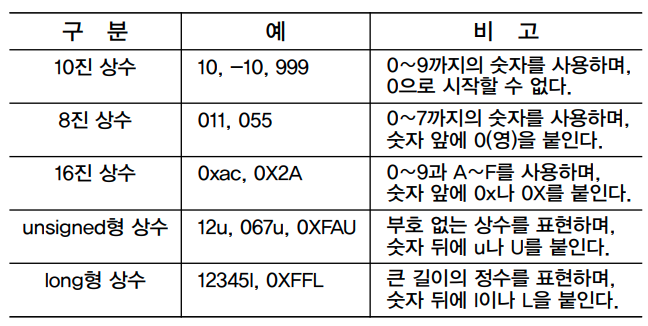 구 분 예 비 고
10진 상수 10, –10, 999 0~9까지의 숫자를 사용하며,
0으로 시작할 수 없다.
8진 상수 011, 055 0~7까지의 숫자를 사용하며,
숫자 앞에 0(영)을 붙인다.
16진 상수 0xac, 0X2A 0~9과 A~F를 사용하며,
숫자 앞에 0x나 0X를 붙인다.
unsigned형 상수 12u, 067u, 0XFAU 부호 없는 상수를 표현하며,
숫자 뒤에 u나 U를 붙인다.
long형 상수 12345l, 0XFFL 큰 길이의 정수를 표현하며,
숫자 뒤에 l이나 L을 붙인다.